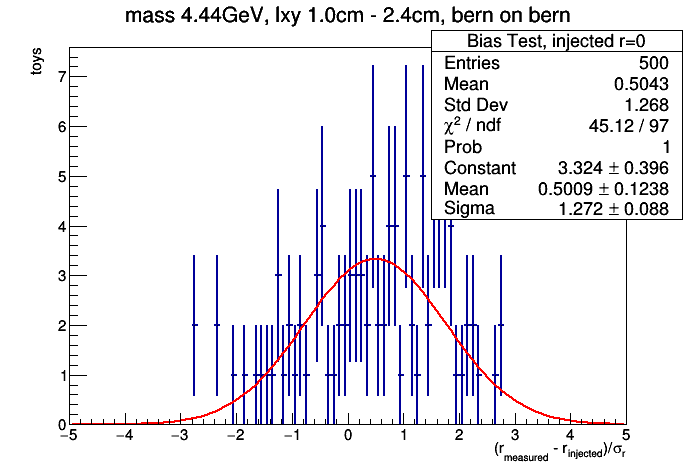 mass 4.44GeV, lxy 1.0cm - 2.4cm, bern on bern
Bias Test, injected r=0
Entries 500
Mean 0.5043
Std Dev 1.268
χ² / ndf 45.12 / 97
Prob 1
Constant 3.324 ± 0.396
Mean 0.5009 ± 0.1238
Sigma 1.272 ± 0.088
toys
7
6
5
4
3
2
1
0
−5 −4 −3 −2 −1 0 1 2 3 4 5
(r_measured - r_injected)/σ_r